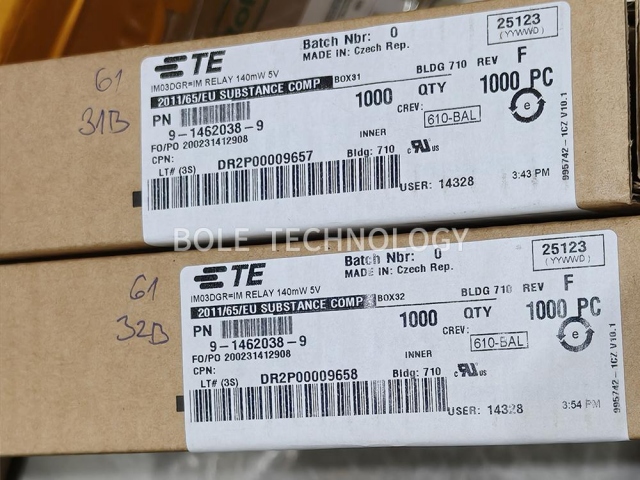 61
31B
TE
Batch Nbr: 0
MADE IN: Czech Rep.
25123
(YYWWD)
IM03DGR=IM RELAY 140mW 5V
BOX31
BLDG 710 REV F
2011/65/EU SUBSTANCE COMP
1000 QTY 1000 PC
PN
9-1462038-9
CREV: 610-BAL
e
FO/PO 200231412908
INNER
CPN:
DR2P00009657
Bldg: 710
LT# (3S)
USER: 14328
3:43 PM
995742-1CZ V10.1
BOLE TECHNOLOGY
61
32B
TE
Batch Nbr: 0
MADE IN: Czech Rep.
25123
(YYWWD)
IM03DGR=IM RELAY 140mW 5V
BOX32
BLDG 710 REV F
2011/65/EU SUBSTANCE COMP
1000 QTY 1000 PC
PN
9-1462038-9
CREV: 610-BAL
e
FO/PO 200231412908
INNER
CPN:
DR2P00009658
Bldg: 710
LT# (3S)
USER: 14328
3:54 PM
995742-1CZ V10.1